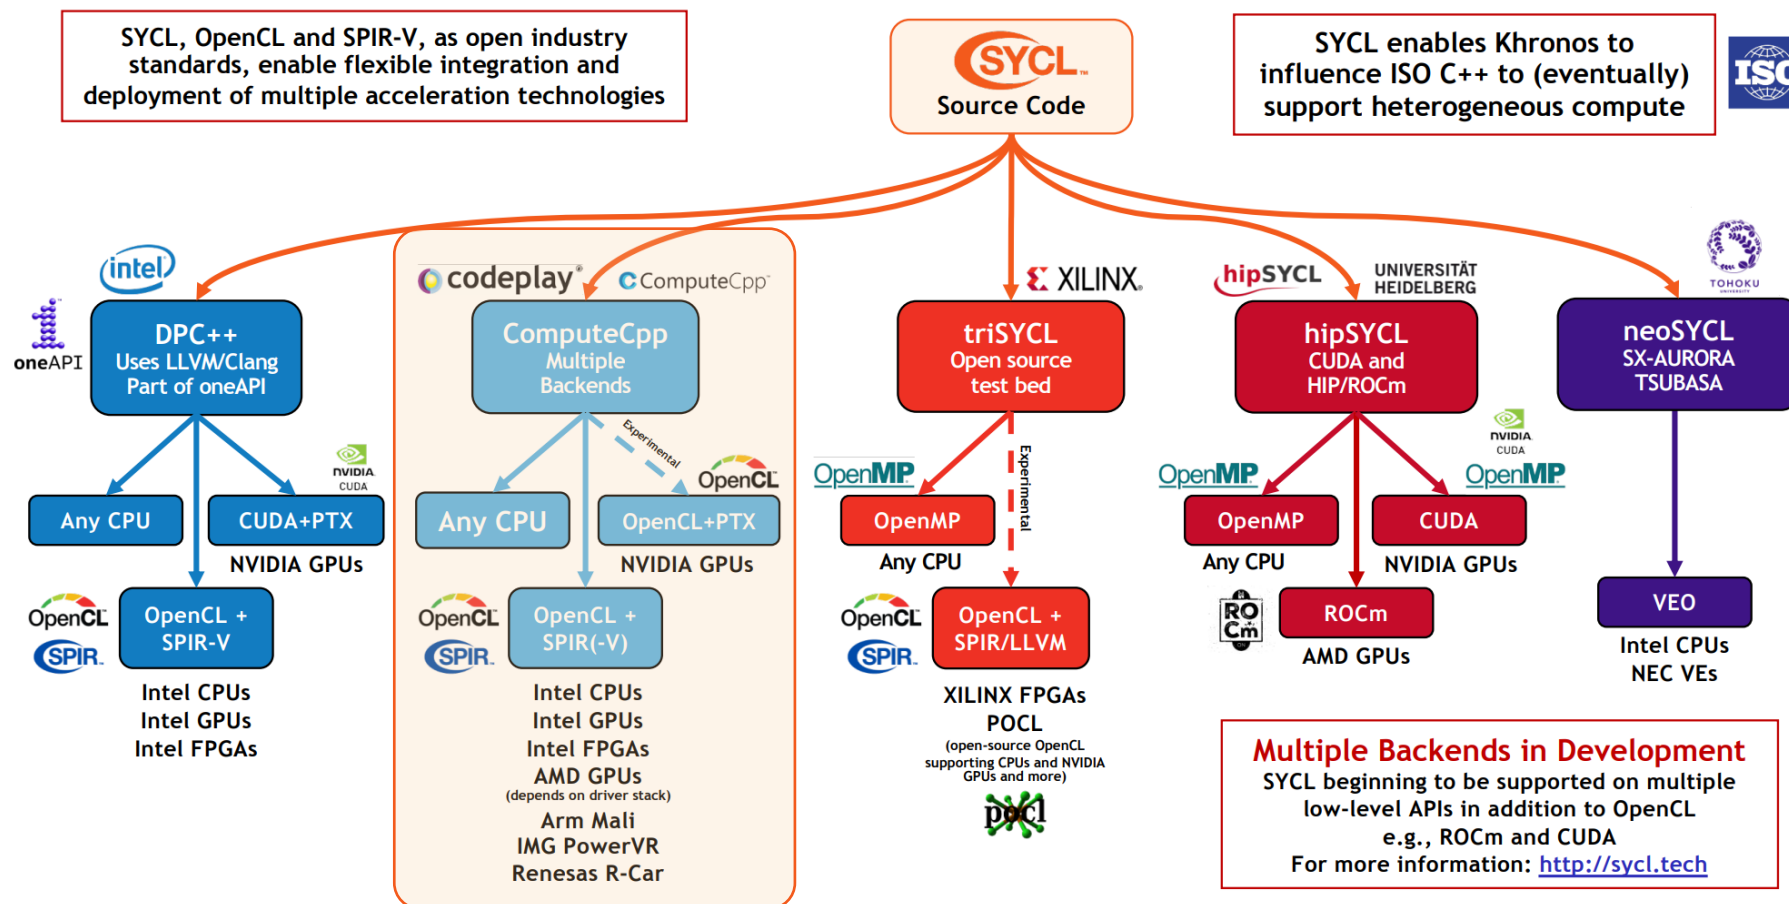 SYCL, OpenCL and SPIR-V, as open industry
standards, enable flexible integration and
deployment of multiple acceleration technologies
SYCL™
Source Code
SYCL enables Khronos to
influence ISO C++ to (eventually)
support heterogeneous compute
ISO
intel
oneAPI
DPC++
Uses LLVM/Clang
Part of oneAPI
NVIDIA
CUDA
Any CPU
CUDA+PTX
NVIDIA GPUs
OpenCL
SPIR
OpenCL +
SPIR-V
Intel CPUs
Intel GPUs
Intel FPGAs
codeplay®
ComputeCpp™
ComputeCpp
Multiple
Backends
Experimental
OpenCL
Any CPU
OpenCL+PTX
NVIDIA GPUs
OpenCL
SPIR
OpenCL +
SPIR(-V)
Intel CPUs
Intel GPUs
Intel FPGAs
AMD GPUs
(depends on driver stack)
Arm Mali
IMG PowerVR
Renesas R-Car
XILINX
triSYCL
Open source
test bed
Experimental
OpenMP
OpenMP
Any CPU
OpenCL
SPIR
OpenCL +
SPIR/LLVM
XILINX FPGAs
POCL
(open-source OpenCL
supporting CPUs and NVIDIA
GPUs and more)
pocl
hipSYCL
UNIVERSITÄT
HEIDELBERG
hipSYCL
CUDA and
HIP/ROCm
NVIDIA
CUDA
OpenMP
OpenMP
OpenMP
CUDA
Any CPU
NVIDIA GPUs
ROCm
ROCm
AMD GPUs
TOHOKU
UNIVERSITY
neoSYCL
SX-AURORA
TSUBASA
VEO
Intel CPUs
NEC VEs
Multiple Backends in Development
SYCL beginning to be supported on multiple
low-level APIs in addition to OpenCL
e.g., ROCm and CUDA
For more information: http://sycl.tech